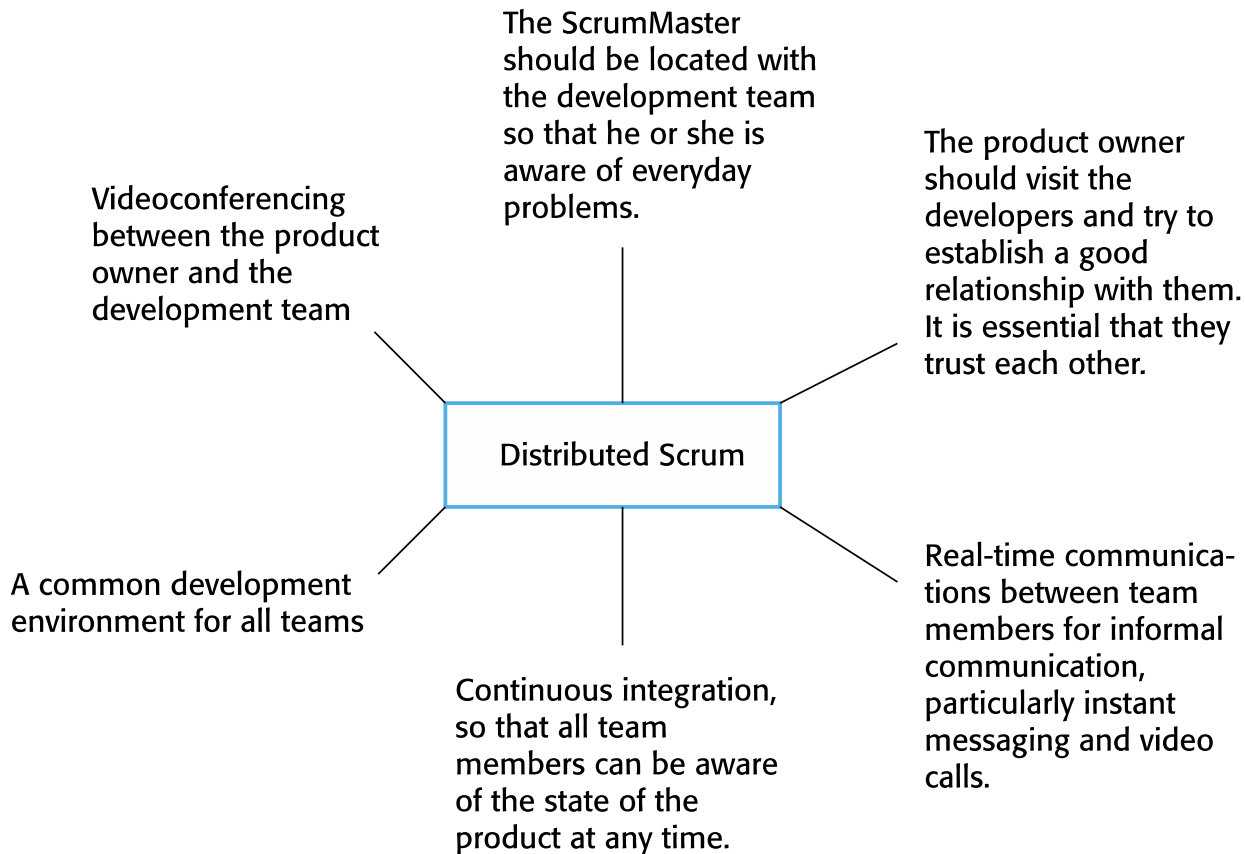 The ScrumMaster
should be located with
the development team
so that he or she is
aware of everyday
problems.
The product owner
should visit the
developers and try to
establish a good
relationship with them.
It is essential that they
trust each other.
Videoconferencing
between the product
owner and the
development team
Distributed Scrum
A common development
environment for all teams
Real-time communica-
tions between team
members for informal
communication,
particularly instant
messaging and video
calls.
Continuous integration,
so that all team
members can be aware
of the state of the
product at any time.